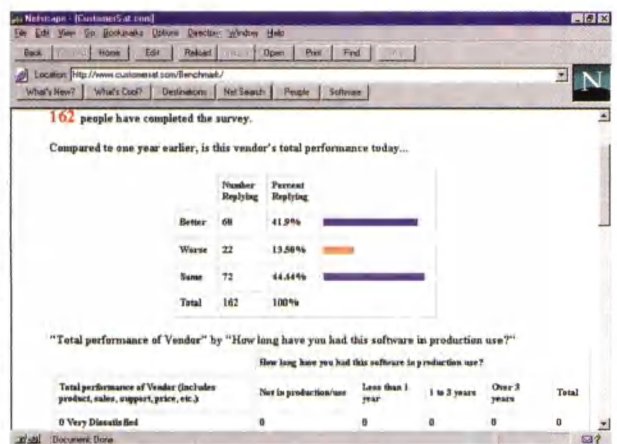 Netscape - [CustomerSat.com]
File Edit View Go Bookmarks Options Directory Window Help
Back Home Edit Reload Open Print Find
Location: http://www.customersat.com/Benchmark/
What's New? What's Cool? Destinations Net Search People Software
N
162 people have completed the survey.
Compared to one year earlier, is this vendor's total performance today...
Number Replying Percent Replying
Better 68 41.9%
Worse 22 13.58%
Same 72 44.44%
Total 162 100%
"Total performance of Vendor" by "How long have you had this software in production use?"
How long have you had this software in production use?
Total performance of Vendor (includes product, sales, support, price, etc.) Not in production/use Less than 1 year 1 to 3 years Over 3 years Total
0 Very Dissatisfied 0 0 0 0 0
Document: Done